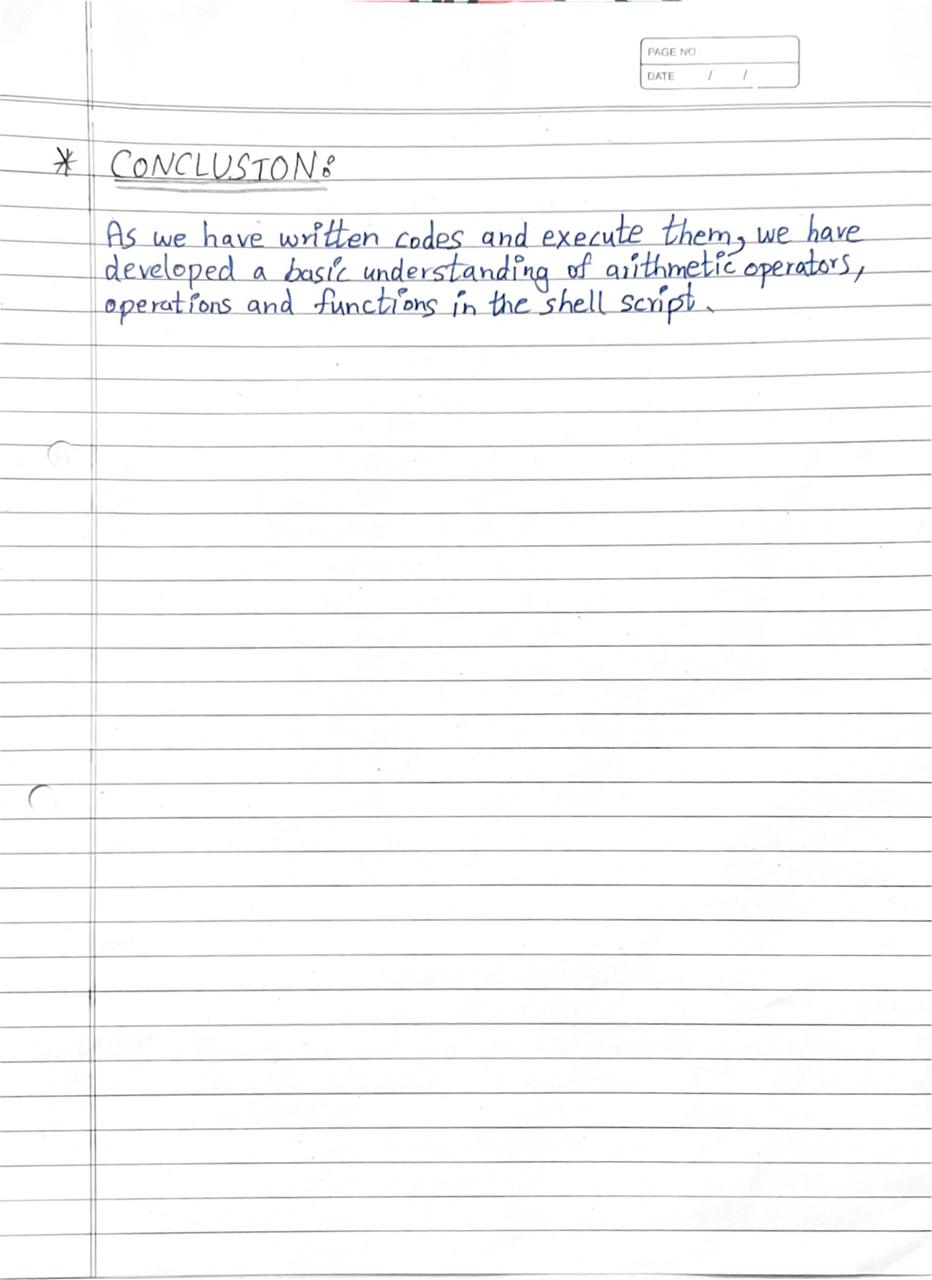 PAGE NO
DATE / /
* CONCLUSION:
As we have written codes and execute them, we have
developed a basic understanding of arithmetic operators,
operations and functions in the shell script.